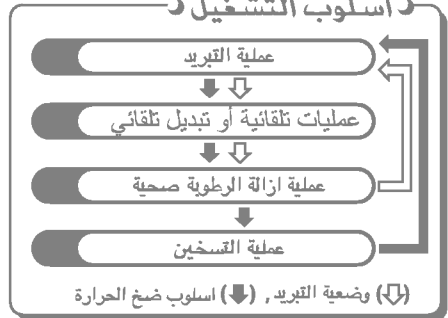 اسلوب التشغيل
عملية التبريد
عمليات تلقائية أو تبديل تلقائي
عملية ازالة الرطوبة صحية
عملية التسخين
(⇩) وضعية التبريد , (⬇) اسلوب ضخ الحرارة